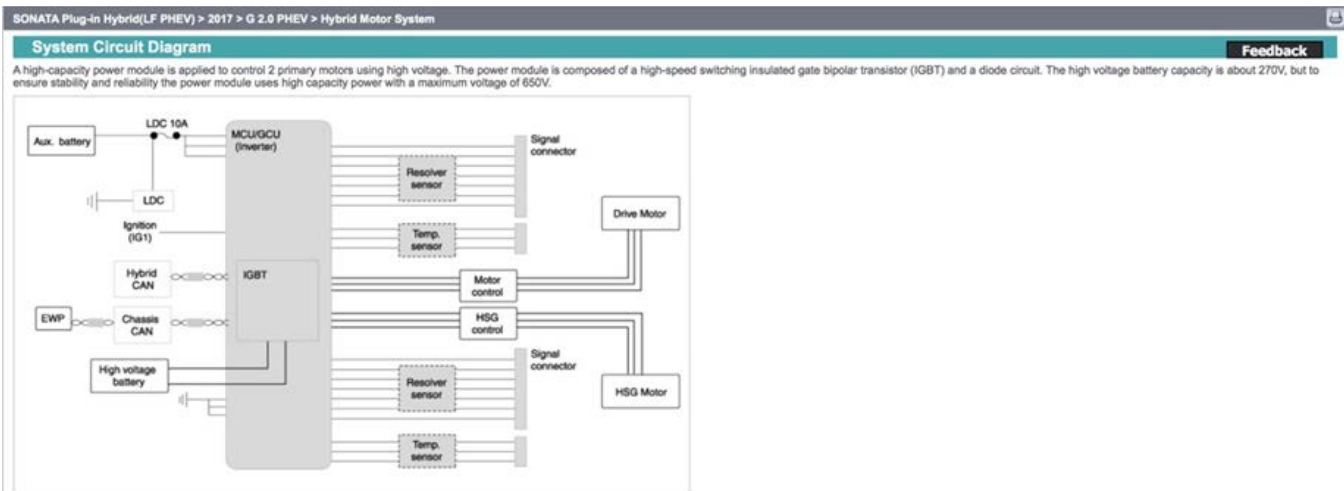 SONATA Plug-in Hybrid(LF PHEV) > 2017 > G 2.0 PHEV > Hybrid Motor System
System Circuit Diagram
Feedback
A high-capacity power module is applied to control 2 primary motors using high voltage. The power module is composed of a high-speed switching insulated gate bipolar transistor (IGBT) and a diode circuit. The high voltage battery capacity is about 270V, but to
ensure stability and reliability the power module uses high capacity power with a maximum voltage of 650V.
LDC 10A
Aux. battery
MCU/GCU
(Inverter)
Signal
connector
Resolver
sensor
LDC
Drive Motor
Ignition
(IG1)
Temp.
sensor
Hybrid
CAN
IGBT
Motor
control
EWP
Chassis
CAN
HSG
control
Signal
connector
High voltage
battery
Resolver
sensor
HSG Motor
Temp.
sensor